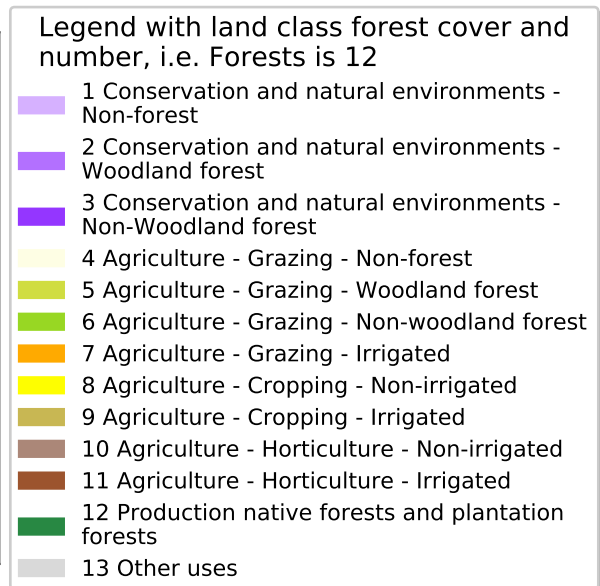 Legend with land class forest cover and
number, i.e. Forests is 12
1 Conservation and natural environments -
Non-forest
2 Conservation and natural environments -
Woodland forest
3 Conservation and natural environments -
Non-Woodland forest
4 Agriculture - Grazing - Non-forest
5 Agriculture - Grazing - Woodland forest
6 Agriculture - Grazing - Non-woodland forest
7 Agriculture - Grazing - Irrigated
8 Agriculture - Cropping - Non-irrigated
9 Agriculture - Cropping - Irrigated
10 Agriculture - Horticulture - Non-irrigated
11 Agriculture - Horticulture - Irrigated
12 Production native forests and plantation
forests
13 Other uses